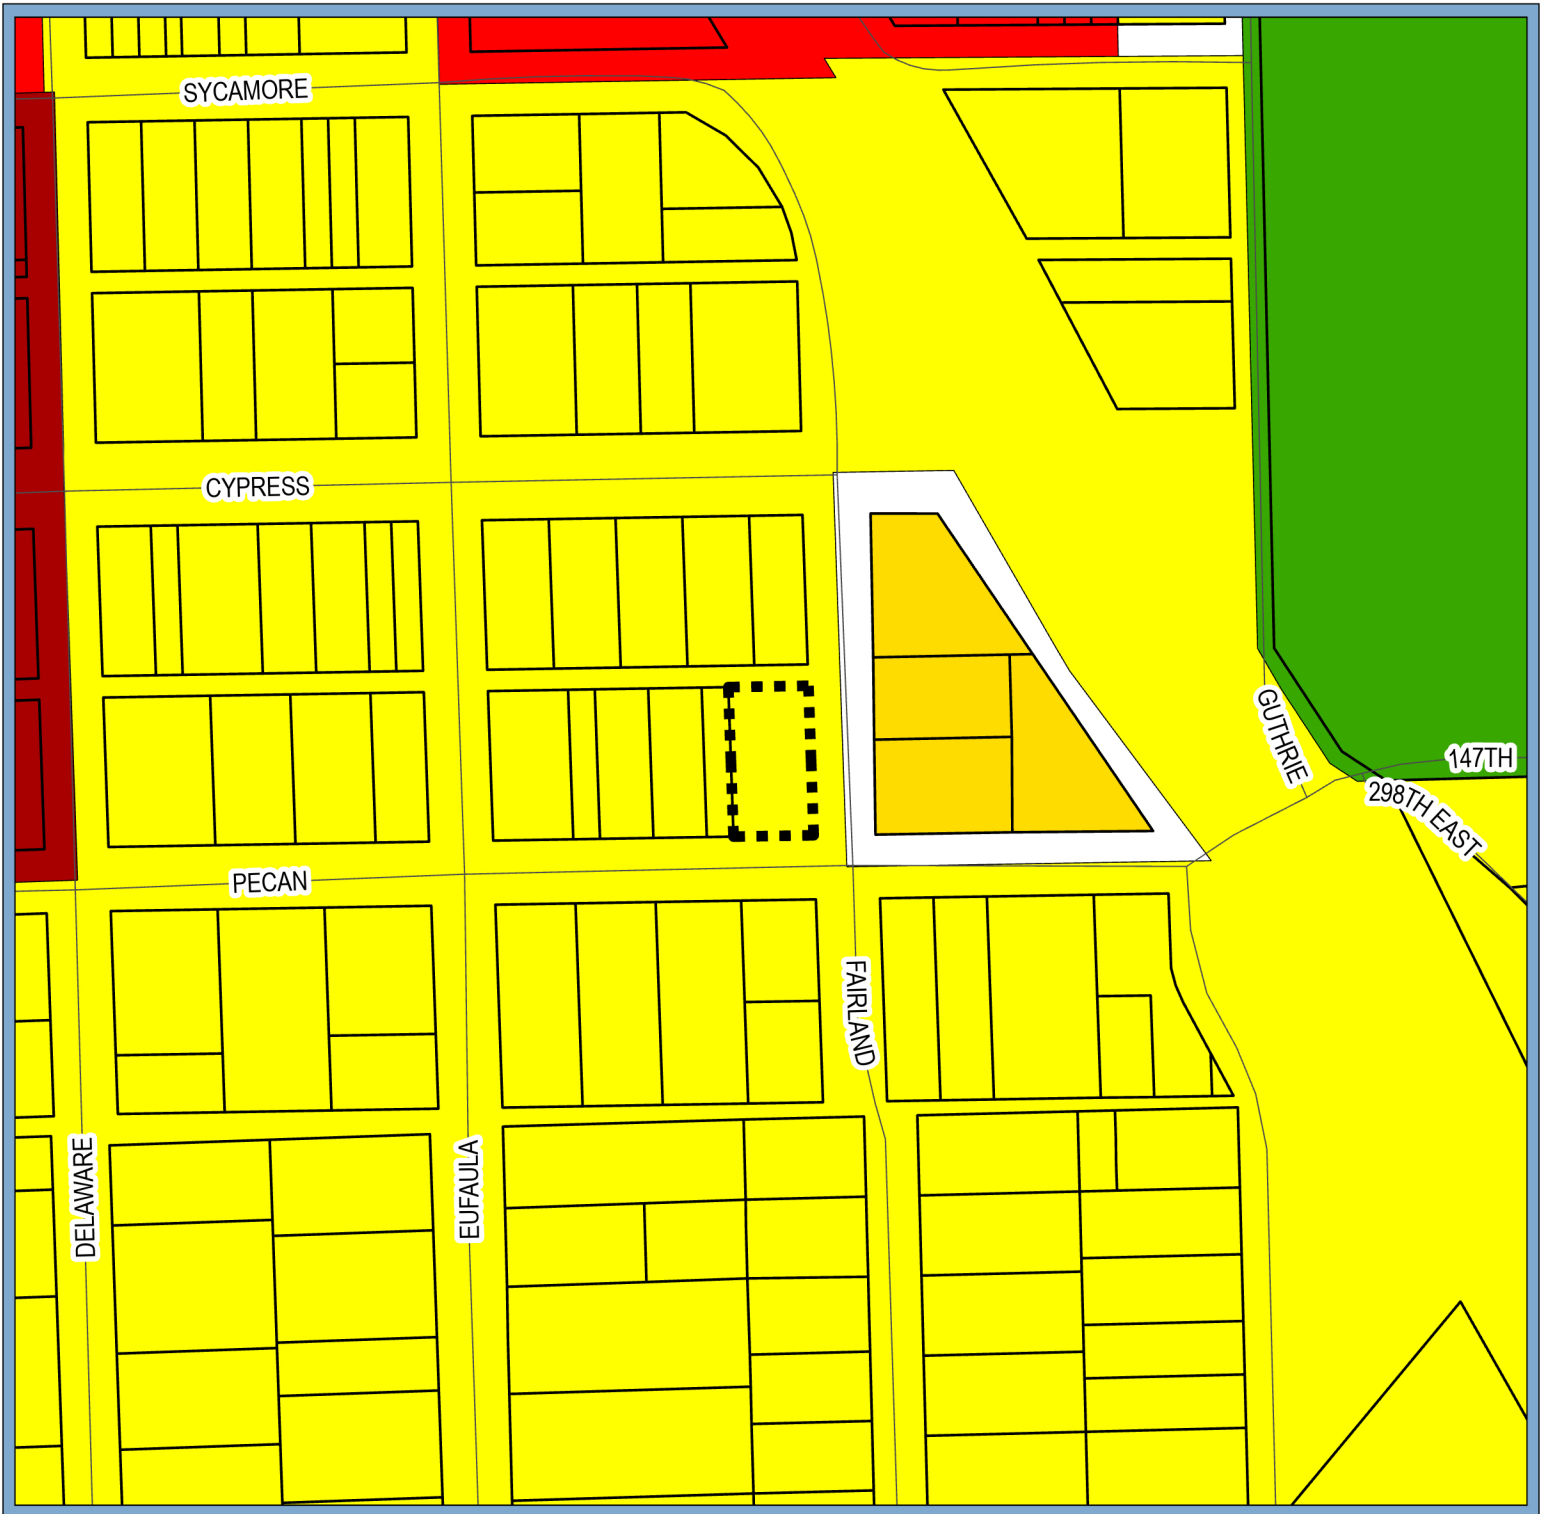 SYCAMORE
CYPRESS
GUTHRIE
147TH
298TH EAST
PECAN
FAIRLAND
DELAWARE
EUFAULA